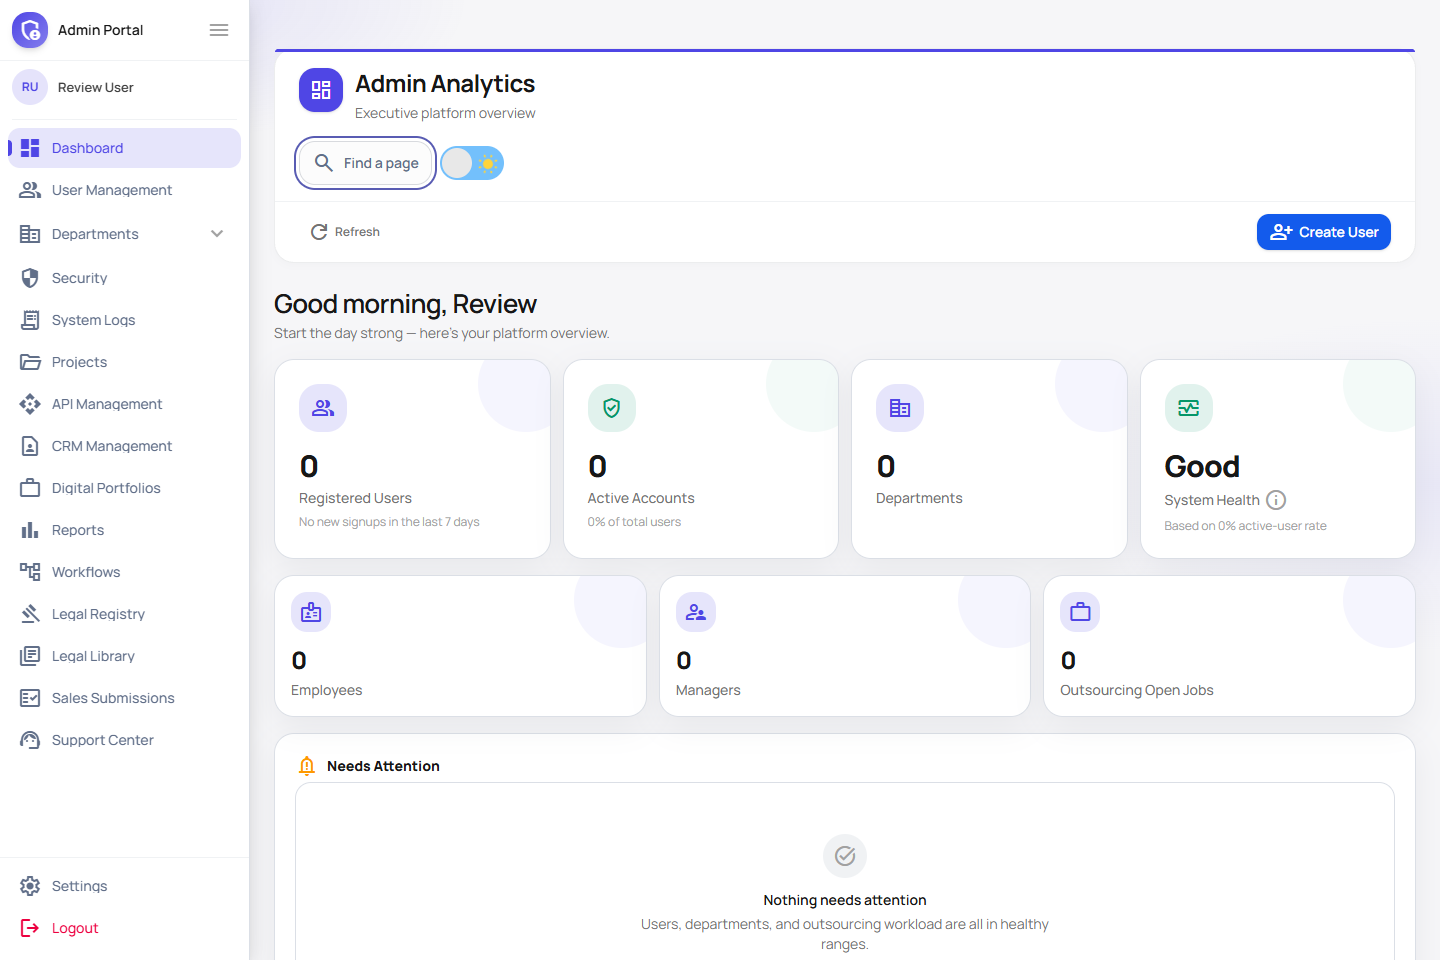 Admin Portal
RU
Review User
Dashboard
User Management
Departments
Security
System Logs
Projects
API Management
CRM Management
Digital Portfolios
Reports
Workflows
Legal Registry
Legal Library
Sales Submissions
Support Center
Settings
Logout
Admin Analytics
Executive platform overview
Find a page
Refresh
Create User
Good morning, Review
Start the day strong — here's your platform overview.
0
Registered Users
No new signups in the last 7 days
0
Active Accounts
0% of total users
0
Departments
Good
System Health
Based on 0% active-user rate
0
Employees
0
Managers
0
Outsourcing Open Jobs
Needs Attention
Nothing needs attention
Users, departments, and outsourcing workload are all in healthy
ranges.